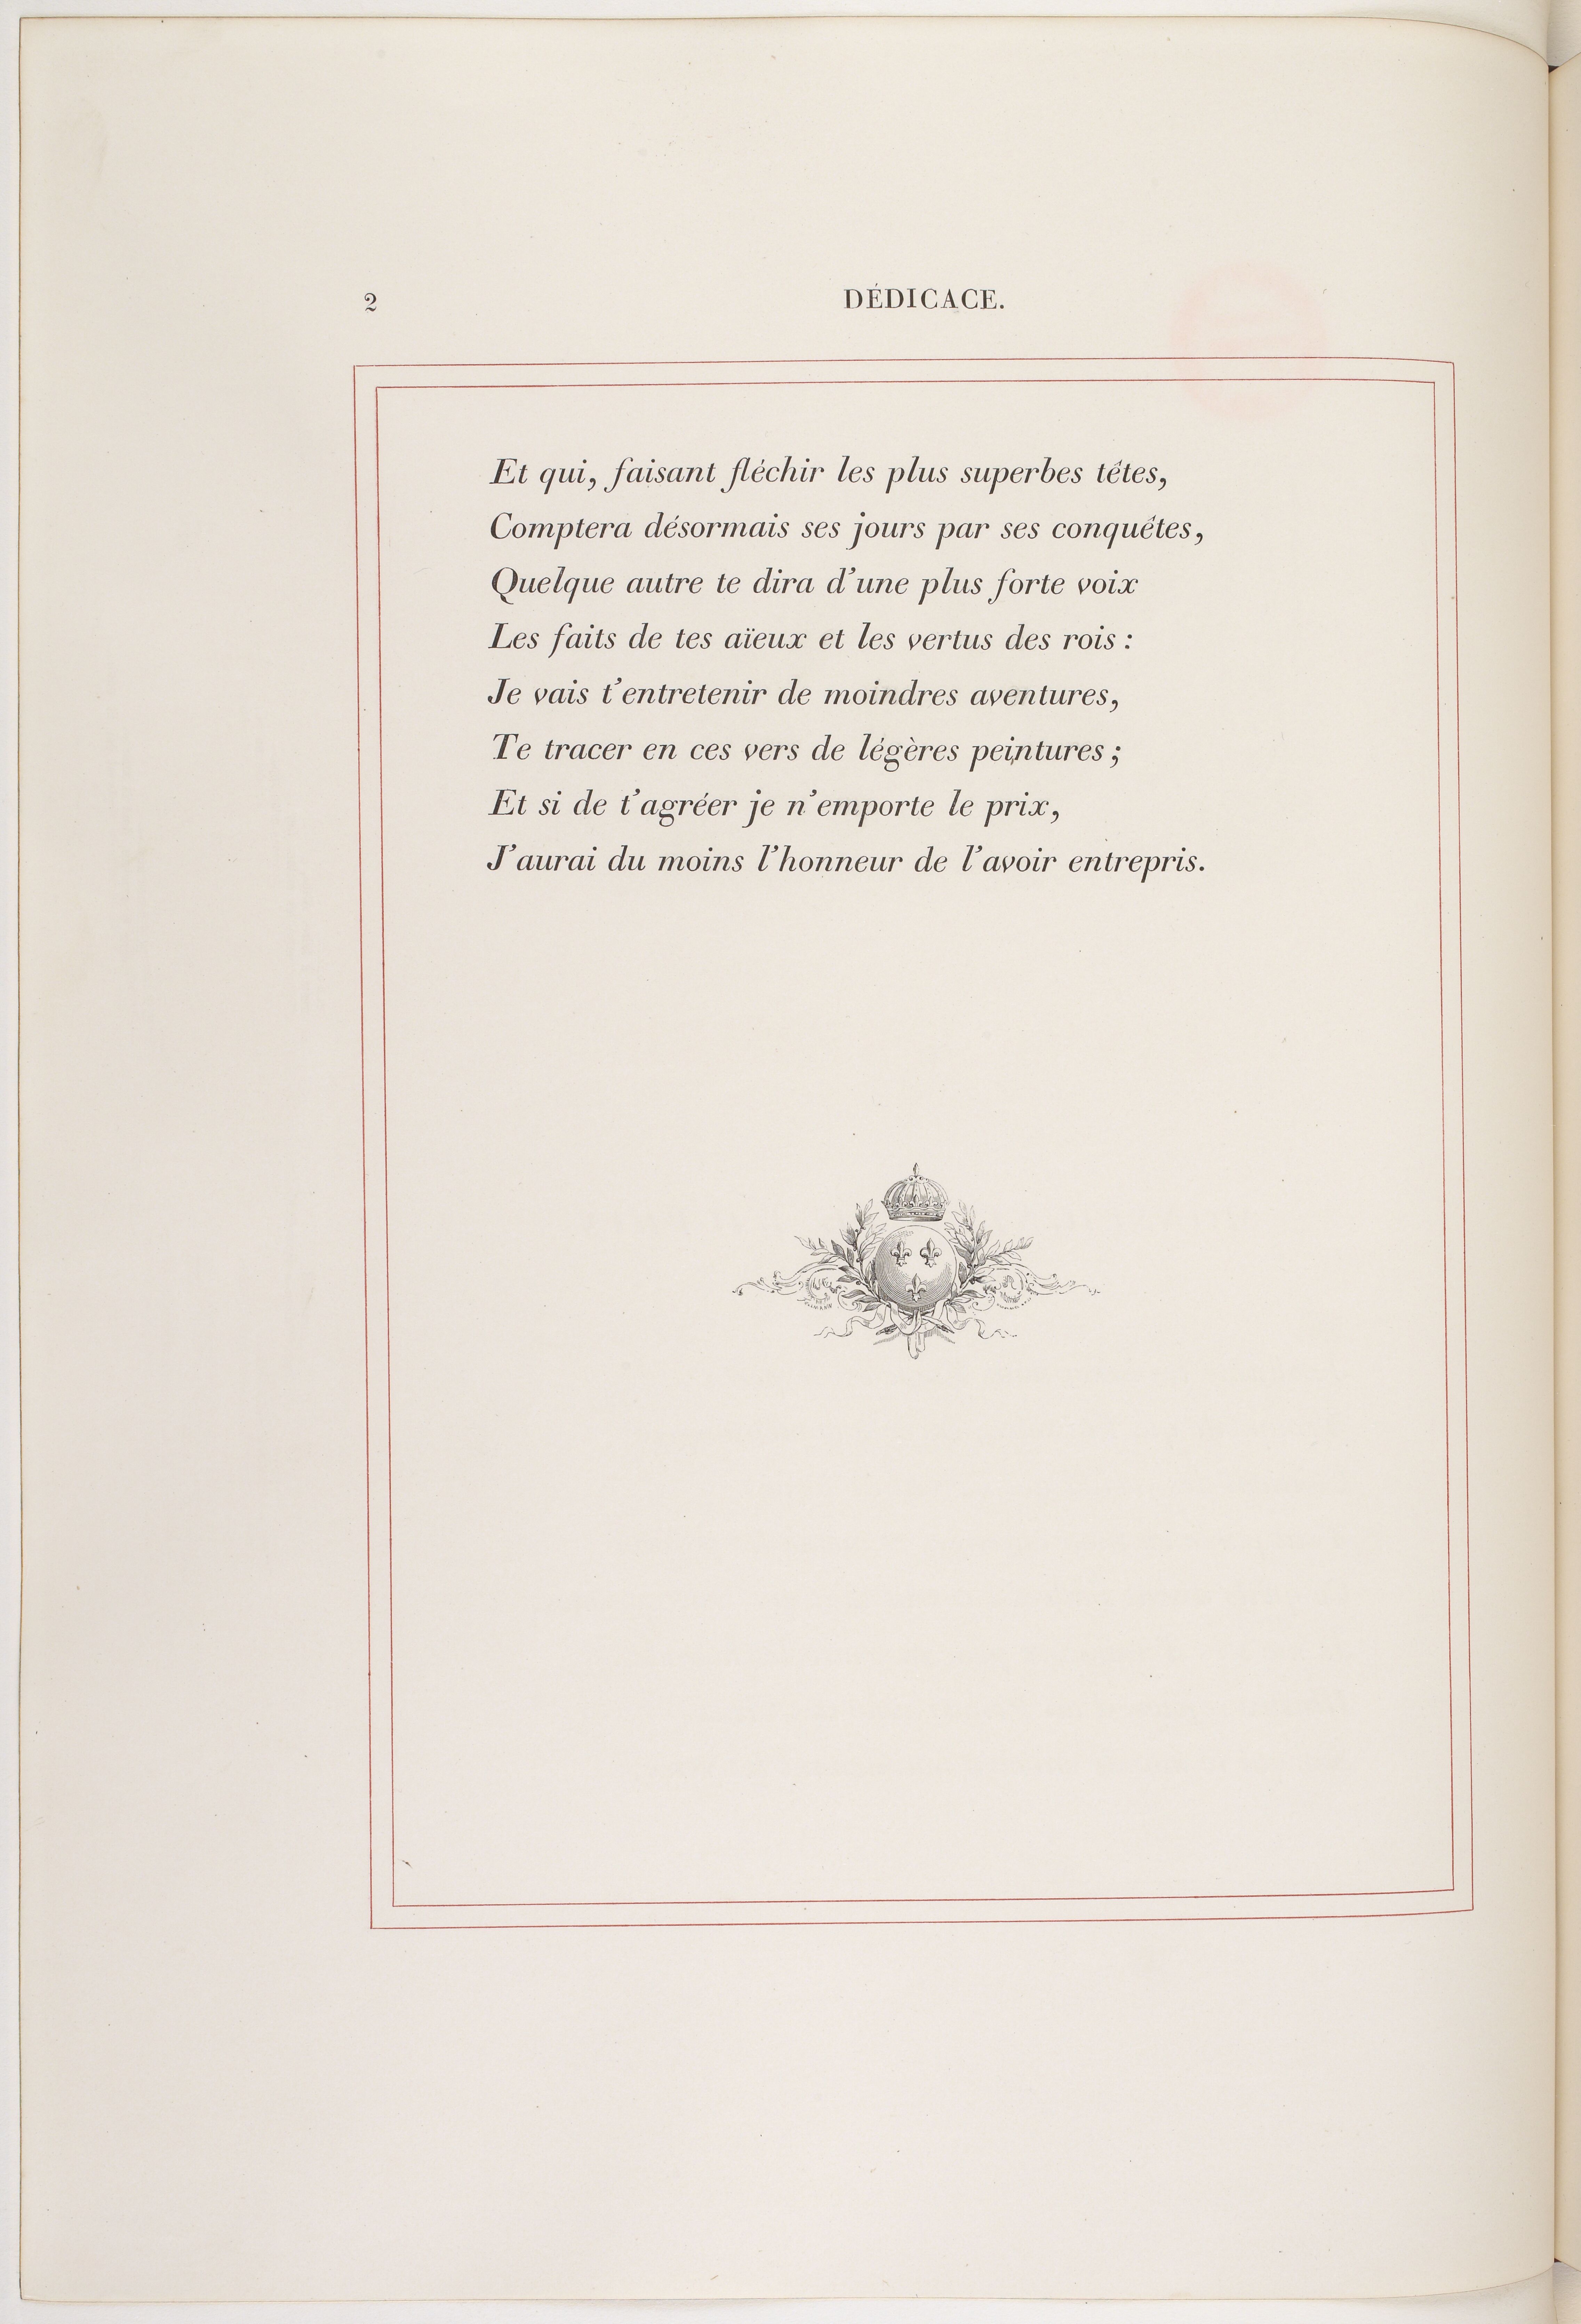 2
DÉDICACE.
Et qui, faisant fléchir les plus superbes têtes,
Comptera désormais ses jours par ses conquêtes,
Quelque autre te dira d'une plus forte voix
Les faits de tes aïeux et les vertus des rois :
Je vais t'entretenir de moindres aventures,
Te tracer en ces vers de légères peintures ;
Et si de t'agréer je n'emporte le prix,
J'aurai du moins l'honneur de l'avoir entrepris.